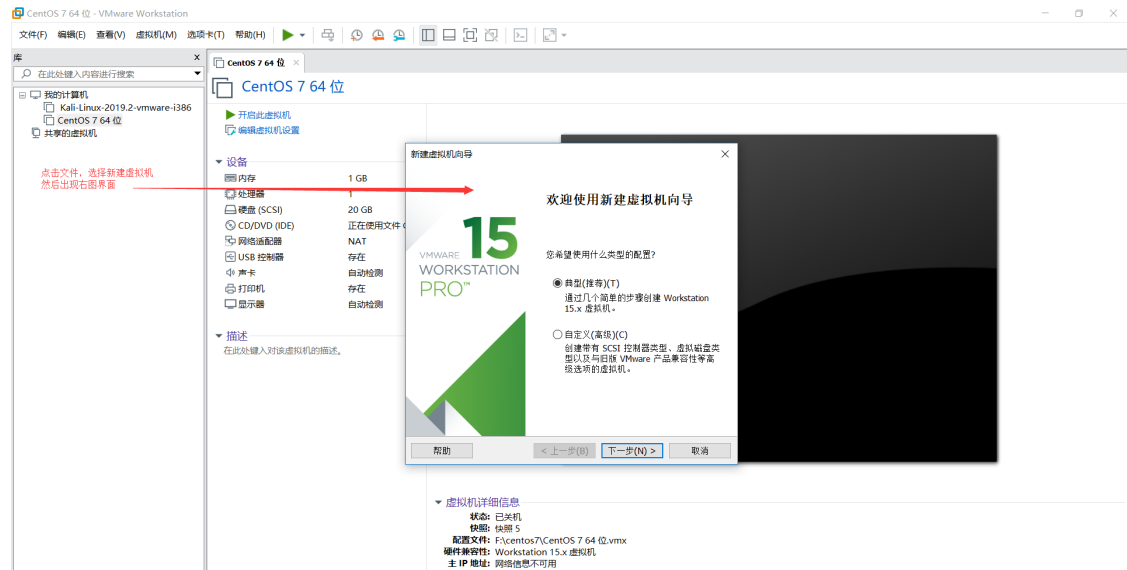 CentOS 7 64 位 - VMware Workstation
文件(F) 编辑(E) 查看(V) 虚拟机(M) 选项卡(T) 帮助(H)
库 x
在此处键入内容进行搜索
我的计算机
Kali-Linux-2019.2-vmware-i386
CentOS 7 64 位
共享的虚拟机
点击文件，选择新建虚拟机
然后出现右图界面
CentOS 7 64 位
CentOS 7 64 位
开启此虚拟机
编辑虚拟机设置
设备
内存 1 GB
处理器 1
硬盘 (SCSI) 20 GB
CD/DVD (IDE) 正在使用文件
网络适配器 NAT
USB 控制器 存在
声卡 自动检测
打印机 存在
显示器 自动检测
描述
在此处键入对该虚拟机的描述。
新建虚拟机向导
VMWARE 15
WORKSTATION
PRO™
欢迎使用新建虚拟机向导
您希望使用什么类型的配置?
典型(推荐)(T)
通过几个简单的步骤创建 Workstation
15.x 虚拟机。
自定义(高级)(C)
创建带有 SCSI 控制器类型、虚拟磁盘类
型以及与旧版 VMware 产品兼容性等高
级选项的虚拟机。
帮助 < 上一步(B) 下一步(N) > 取消
虚拟机详细信息
状态: 已关机
快照: 快照 5
配置文件: F:\centos7\CentOS 7 64 位.vmx
硬件兼容性: Workstation 15.x 虚拟机
主 IP 地址: 网络信息不可用